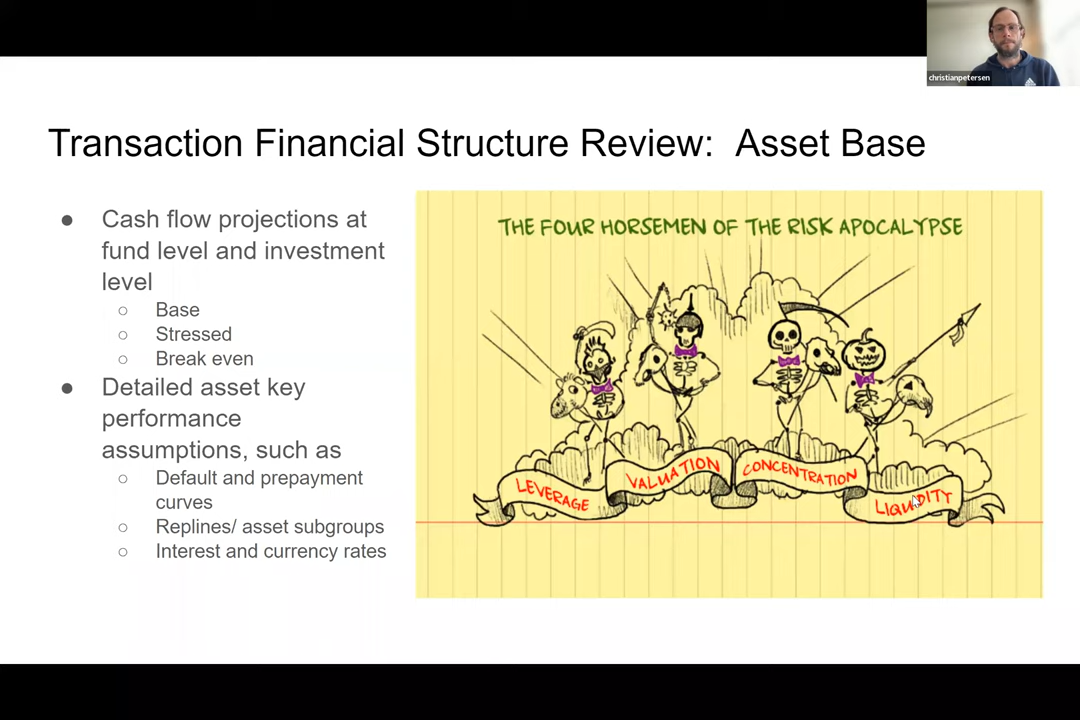 christianpetersen
Transaction Financial Structure Review: Asset Base
● Cash flow projections at
fund level and investment
level
○ Base
○ Stressed
○ Break even
● Detailed asset key
performance
assumptions, such as
○ Default and prepayment
curves
○ Replines/ asset subgroups
○ Interest and currency rates
THE FOUR HORSEMEN OF THE RISK APOCALYPSE
LEVERAGE
VALUATION
CONCENTRATION
LIQUIDITY